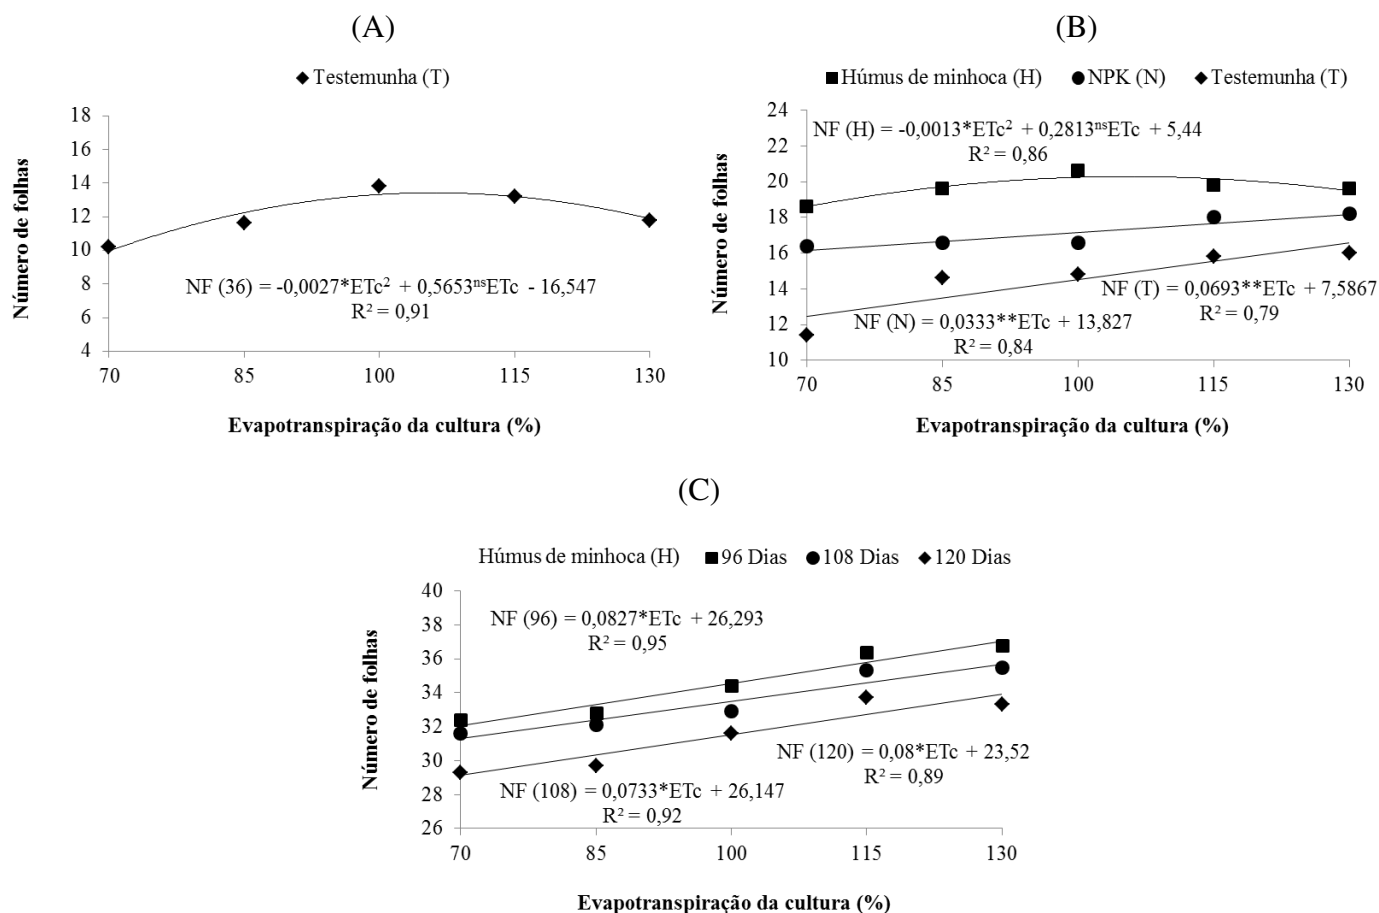 (A)
◆ Testemunha (T)
Número de folhas
18
16
14
12
10
8
6
4
NF (36) = -0,0027*ETc² + 0,5653ⁿˢETc - 16,547
R² = 0,91
70 85 100 115 130
Evapotranspiração da cultura (%)
(B)
■ Húmus de minhoca (H) ● NPK (N) ◆ Testemunha (T)
Número de folhas
24
22
20
18
16
14
12
10
NF (H) = -0,0013*ETc² + 0,2813ⁿˢETc + 5,44
R² = 0,86
NF (T) = 0,0693**ETc + 7,5867
R² = 0,79
NF (N) = 0,0333**ETc + 13,827
R² = 0,84
70 85 100 115 130
Evapotranspiração da cultura (%)
(C)
Húmus de minhoca (H) ■ 96 Dias ● 108 Dias ◆ 120 Dias
Número de folhas
40
38
36
34
32
30
28
26
NF (96) = 0,0827*ETc + 26,293
R² = 0,95
NF (120) = 0,08*ETc + 23,52
R² = 0,89
NF (108) = 0,0733*ETc + 26,147
R² = 0,92
70 85 100 115 130
Evapotranspiração da cultura (%)